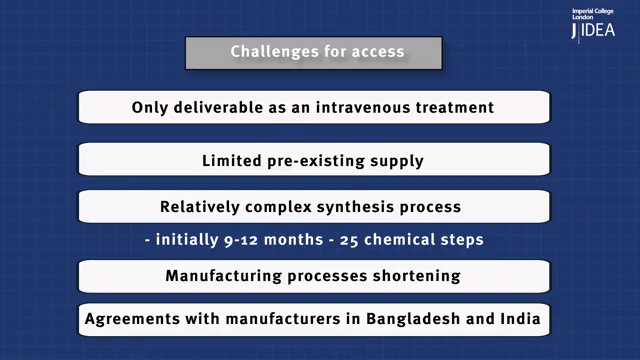 Imperial College
London
J-IDEA
Challenges for access
Only deliverable as an intravenous treatment
Limited pre-existing supply
Relatively complex synthesis process
- initially 9-12 months - 25 chemical steps
Manufacturing processes shortening
Agreements with manufacturers in Bangladesh and India